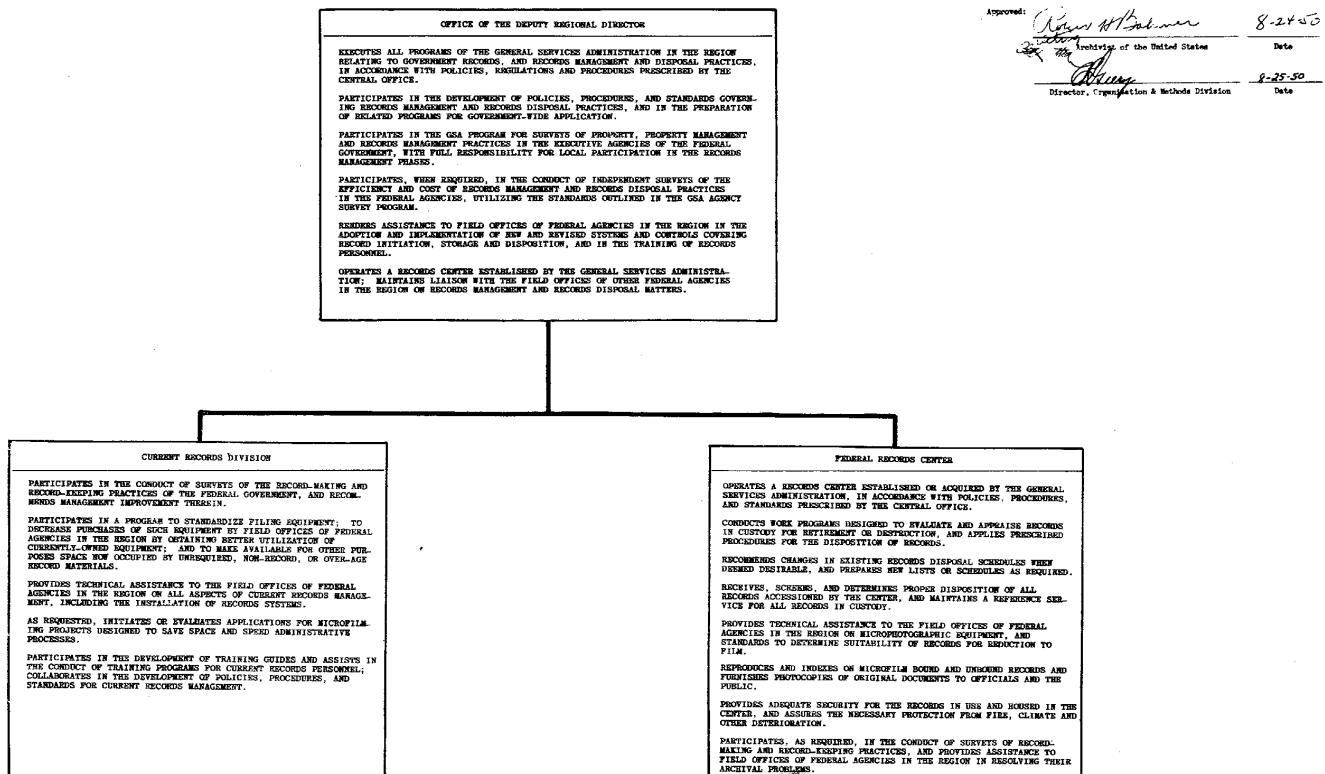 Approved:
8-24-50
Archivist of the United States Date
8-25-50
Director, Organization & Methods Division Date
OFFICE OF THE DEPUTY REGIONAL DIRECTOR
EXECUTES ALL PROGRAMS OF THE GENERAL SERVICES ADMINISTRATION IN THE REGION
RELATING TO GOVERNMENT RECORDS, AND RECORDS MANAGEMENT AND DISPOSAL PRACTICES,
IN ACCORDANCE WITH POLICIES, REGULATIONS AND PROCEDURES PRESCRIBED BY THE
CENTRAL OFFICE.
PARTICIPATES IN THE DEVELOPMENT OF POLICIES, PROCEDURES, AND STANDARDS GOVERN-
ING RECORDS MANAGEMENT AND RECORDS DISPOSAL PRACTICES, AND IN THE PREPARATION
OF RELATED PROGRAMS FOR GOVERNMENT-WIDE APPLICATION.
PARTICIPATES IN THE GSA PROGRAM FOR SURVEYS OF PROPERTY, PROPERTY MANAGEMENT
AND RECORDS MANAGEMENT PRACTICES IN THE EXECUTIVE AGENCIES OF THE FEDERAL
GOVERNMENT, WITH FULL RESPONSIBILITY FOR LOCAL PARTICIPATION IN THE RECORDS
MANAGEMENT PHASES.
PARTICIPATES, WHEN REQUIRED, IN THE CONDUCT OF INDEPENDENT SURVEYS OF THE
EFFICIENCY AND COST OF RECORDS MANAGEMENT AND RECORDS DISPOSAL PRACTICES
IN THE FEDERAL AGENCIES, UTILIZING THE STANDARDS OUTLINED IN THE GSA AGENCY
SURVEY PROGRAM.
RENDERS ASSISTANCE TO FIELD OFFICES OF FEDERAL AGENCIES IN THE REGION IN THE
ADOPTION AND IMPLEMENTATION OF NEW AND REVISED SYSTEMS AND CONTROLS COVERING
RECORD INITIATION, STORAGE AND DISPOSITION, AND IN THE TRAINING OF RECORDS
PERSONNEL.
OPERATES A RECORDS CENTER ESTABLISHED BY THE GENERAL SERVICES ADMINISTRA-
TION; MAINTAINS LIAISON WITH THE FIELD OFFICES OF OTHER FEDERAL AGENCIES
IN THE REGION ON RECORDS MANAGEMENT AND RECORDS DISPOSAL MATTERS.
CURRENT RECORDS DIVISION
PARTICIPATES IN THE CONDUCT OF SURVEYS OF THE RECORD-MAKING AND
RECORD-KEEPING PRACTICES OF THE FEDERAL GOVERNMENT, AND RECOM-
MENDS MANAGEMENT IMPROVEMENT THEREIN.
PARTICIPATES IN A PROGRAM TO STANDARDIZE FILING EQUIPMENT; TO
DECREASE PURCHASES OF SUCH EQUIPMENT BY FIELD OFFICES OF FEDERAL
AGENCIES IN THE REGION BY OBTAINING BETTER UTILIZATION OF
CURRENTLY-OWNED EQUIPMENT; AND TO MAKE AVAILABLE FOR OTHER PUR-
POSES SPACE NOW OCCUPIED BY UNREQUIRED, NON-RECORD, OR OVER-AGE
RECORD MATERIALS.
PROVIDES TECHNICAL ASSISTANCE TO THE FIELD OFFICES OF FEDERAL
AGENCIES IN THE REGION ON ALL ASPECTS OF CURRENT RECORDS MANAGE-
MENT, INCLUDING THE INSTALLATION OF RECORDS SYSTEMS.
AS REQUESTED, INITIATES OR EVALUATES APPLICATIONS FOR MICROFILM-
ING PROJECTS DESIGNED TO SAVE SPACE AND SPEED ADMINISTRATIVE
PROCESSES.
PARTICIPATES IN THE DEVELOPMENT OF TRAINING GUIDES AND ASSISTS IN
THE CONDUCT OF TRAINING PROGRAMS FOR CURRENT RECORDS PERSONNEL;
COLLABORATES IN THE DEVELOPMENT OF POLICIES, PROCEDURES, AND
STANDARDS FOR CURRENT RECORDS MANAGEMENT.
FEDERAL RECORDS CENTER
OPERATES A RECORDS CENTER ESTABLISHED OR ACQUIRED BY THE GENERAL
SERVICES ADMINISTRATION, IN ACCORDANCE WITH POLICIES, PROCEDURES,
AND STANDARDS PRESCRIBED BY THE CENTRAL OFFICE.
CONDUCTS WORK PROGRAMS DESIGNED TO EVALUATE AND APPRAISE RECORDS
IN CUSTODY FOR RETIREMENT OR DESTRUCTION, AND APPLIES PRESCRIBED
PROCEDURES FOR THE DISPOSITION OF RECORDS.
RECOMMENDS CHANGES IN EXISTING RECORDS DISPOSAL SCHEDULES WHEN
DEEMED DESIRABLE, AND PREPARES NEW LISTS OR SCHEDULES AS REQUIRED.
RECEIVES, SCREENS, AND DETERMINES PROPER DISPOSITION OF ALL
RECORDS ACCESSIONED BY THE CENTER, AND MAINTAINS A REFERENCE SER-
VICE FOR ALL RECORDS IN CUSTODY.
PROVIDES TECHNICAL ASSISTANCE TO THE FIELD OFFICES OF FEDERAL
AGENCIES IN THE REGION ON MICROPHOTOGRAPHIC EQUIPMENT, AND
STANDARDS TO DETERMINE SUITABILITY OF RECORDS FOR REDUCTION TO
FILM.
REPRODUCES AND INDEXES ON MICROFILM BOUND AND UNBOUND RECORDS AND
FURNISHES PHOTOCOPIES OF ORIGINAL DOCUMENTS TO OFFICIALS AND THE
PUBLIC.
PROVIDES ADEQUATE SECURITY FOR THE RECORDS IN USE AND HOUSED IN THE
CENTER, AND ASSURES THE NECESSARY PROTECTION FROM FIRE, CLIMATE AND
OTHER DETERIORATION.
PARTICIPATES, AS REQUIRED, IN THE CONDUCT OF SURVEYS OF RECORD-
MAKING AND RECORD-KEEPING PRACTICES, AND PROVIDES ASSISTANCE TO
FIELD OFFICES OF FEDERAL AGENCIES IN THE REGION IN RESOLVING THEIR
ARCHIVAL PROBLEMS.